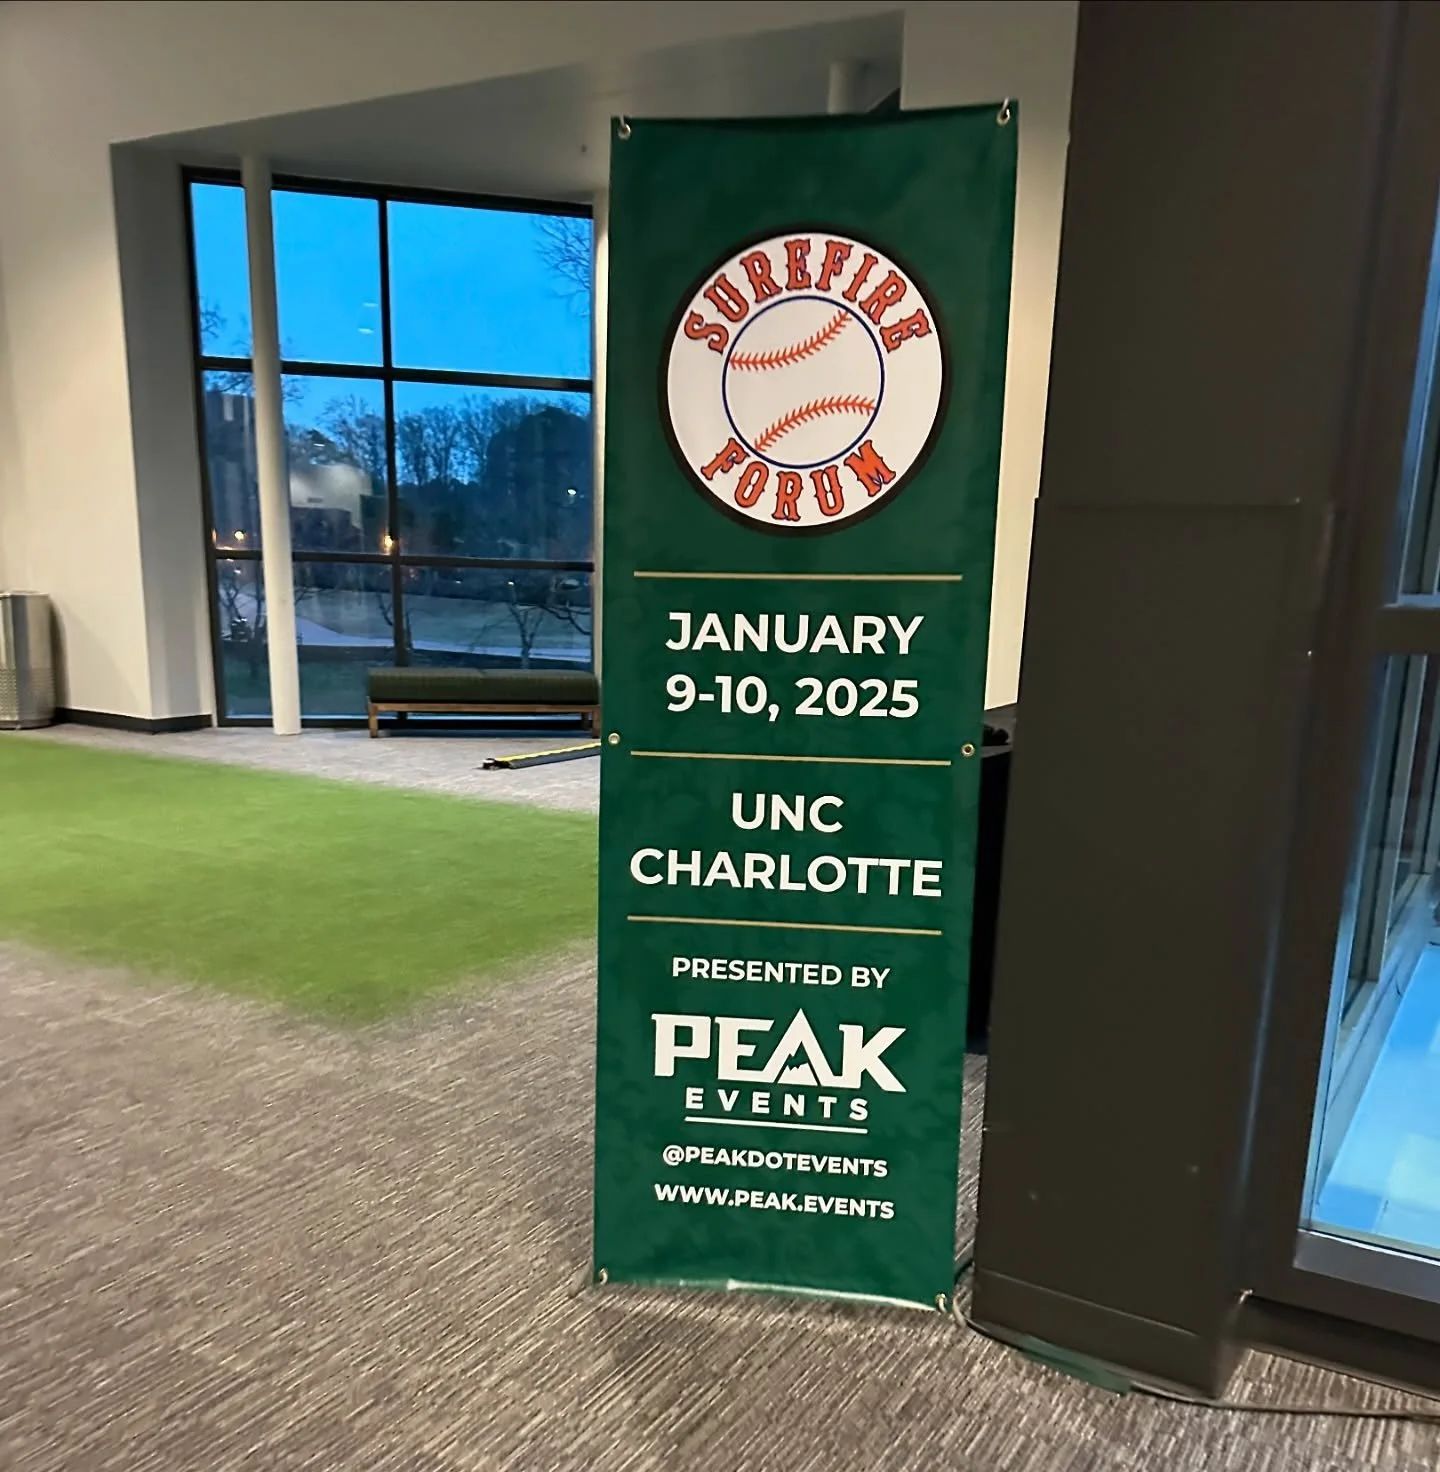 SUREFIRE
FORUM
JANUARY
9-10, 2025
UNC
CHARLOTTE
PRESENTED BY
PEAK
EVENTS
@PEAKDOTEVENTS
WWW.PEAK.EVENTS